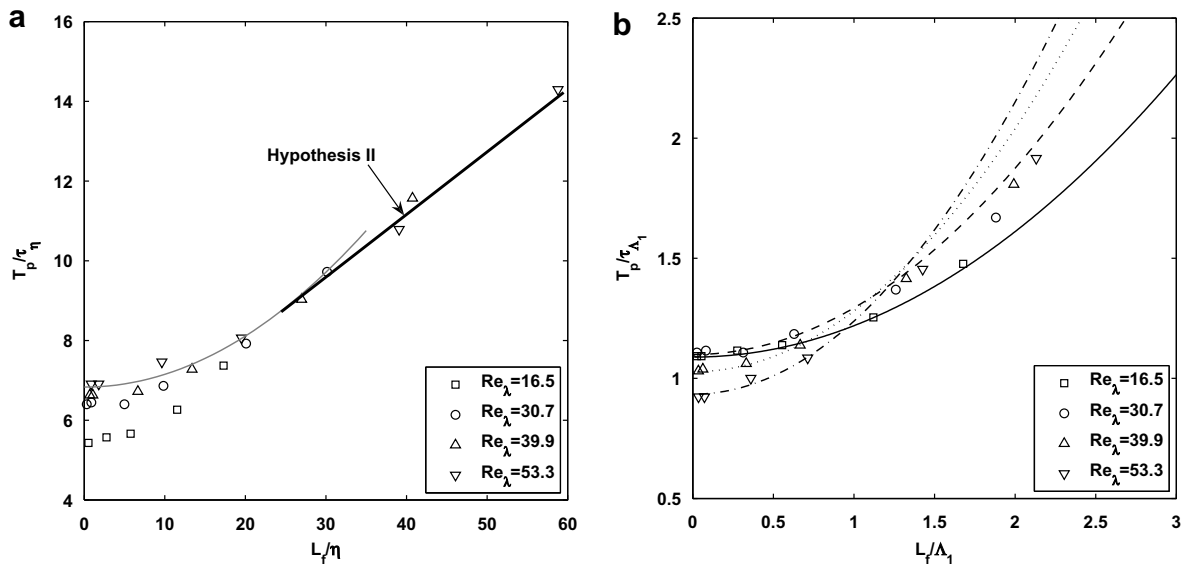 a
16
14
12
10
8
6
4
0 10 20 30 40 50 60
T_p/τ_η
L_f/η
Hypothesis II
Re_λ=16.5
Re_λ=30.7
Re_λ=39.9
Re_λ=53.3
b
2.5
2
1.5
1
0.5
0 0.5 1 1.5 2 2.5 3
T_p/τ_Λ_1
L_f/Λ_1
Re_λ=16.5
Re_λ=30.7
Re_λ=39.9
Re_λ=53.3